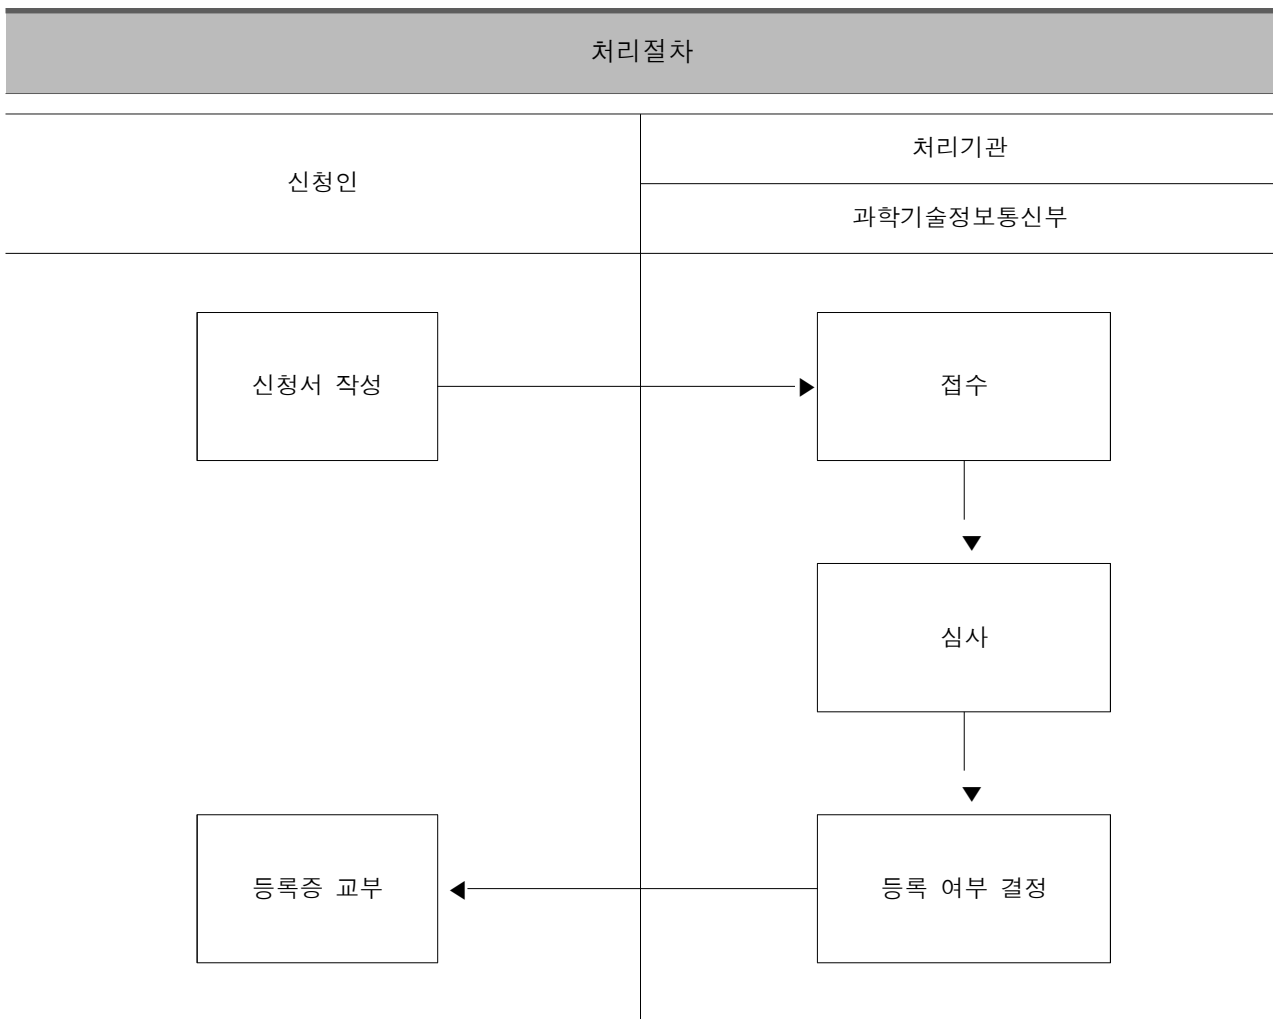 처리절차
신청인
처리기관
과학기술정보통신부
신청서 작성
접수
심사
등록증 교부
등록 여부 결정